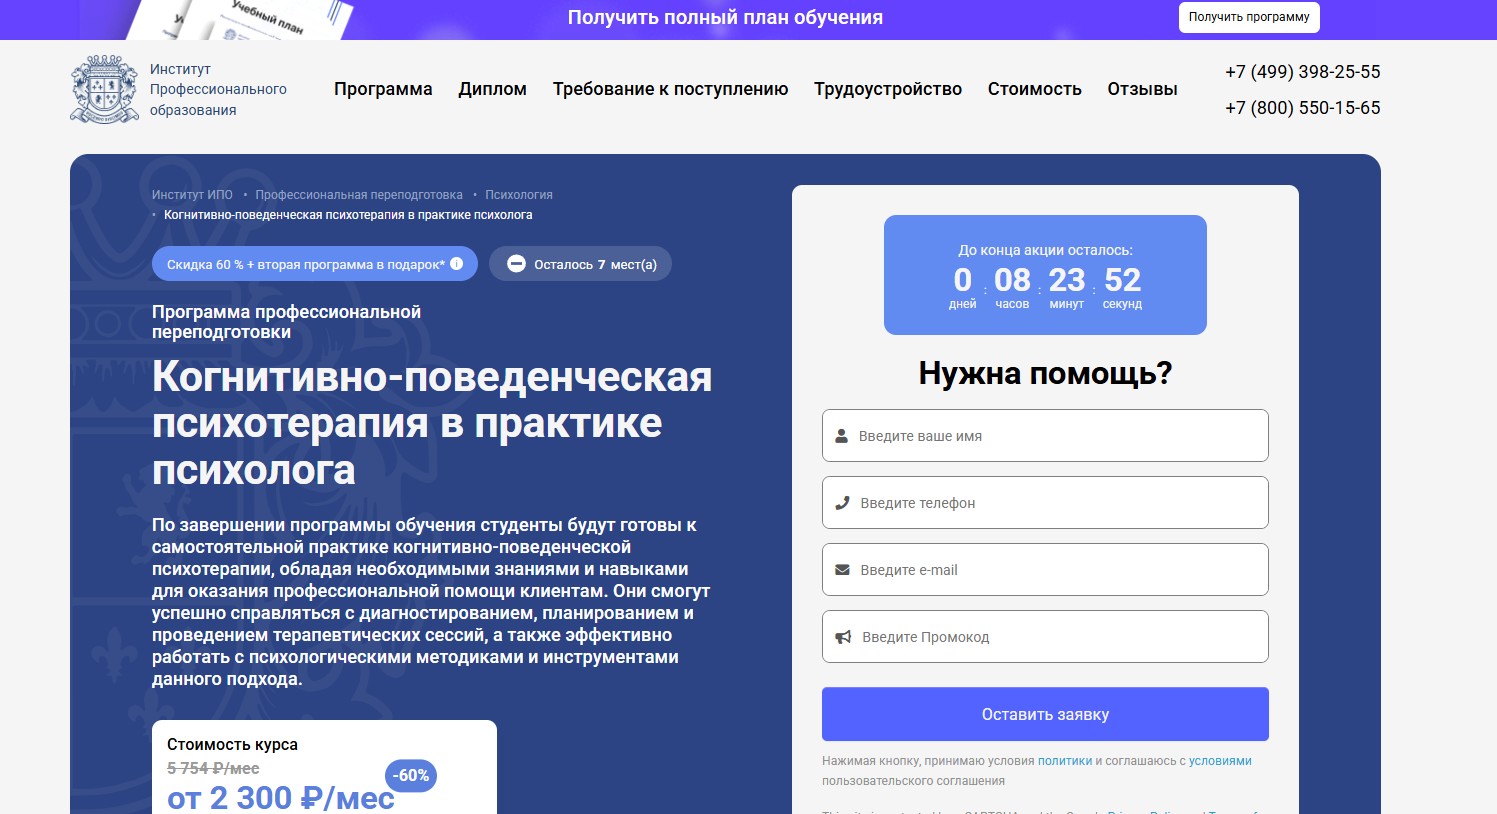 Учебный план
Получить полный план обучения
Получить программу
Институт
Профессионального
образования
Программа
Диплом
Требование к поступлению
Трудоустройство
Стоимость
Отзывы
+7 (499) 398-25-55
+7 (800) 550-15-65
Институт ИПО • Профессиональная переподготовка • Психология
• Когнитивно-поведенческая психотерапия в практике психолога
Скидка 60 % + вторая программа в подарок*
Осталось 7 мест(а)
Программа профессиональной
переподготовки
Когнитивно-поведенческая
психотерапия в практике
психолога
По завершении программы обучения студенты будут готовы к
самостоятельной практике когнитивно-поведенческой
психотерапии, обладая необходимыми знаниями и навыками
для оказания профессиональной помощи клиентам. Они смогут
успешно справляться с диагностированием, планированием и
проведением терапевтических сессий, а также эффективно
работать с психологическими методиками и инструментами
данного подхода.
Стоимость курса
5 754 ₽/мес
-60%
от 2 300 ₽/мес
До конца акции осталось:
0 : 08 : 23 : 52
дней часов минут секунд
Нужна помощь?
Введите ваше имя
Введите телефон
Введите e-mail
Введите Промокод
Оставить заявку
Нажимая кнопку, принимаю условия политики и соглашаюсь с условиями
пользовательского соглашения